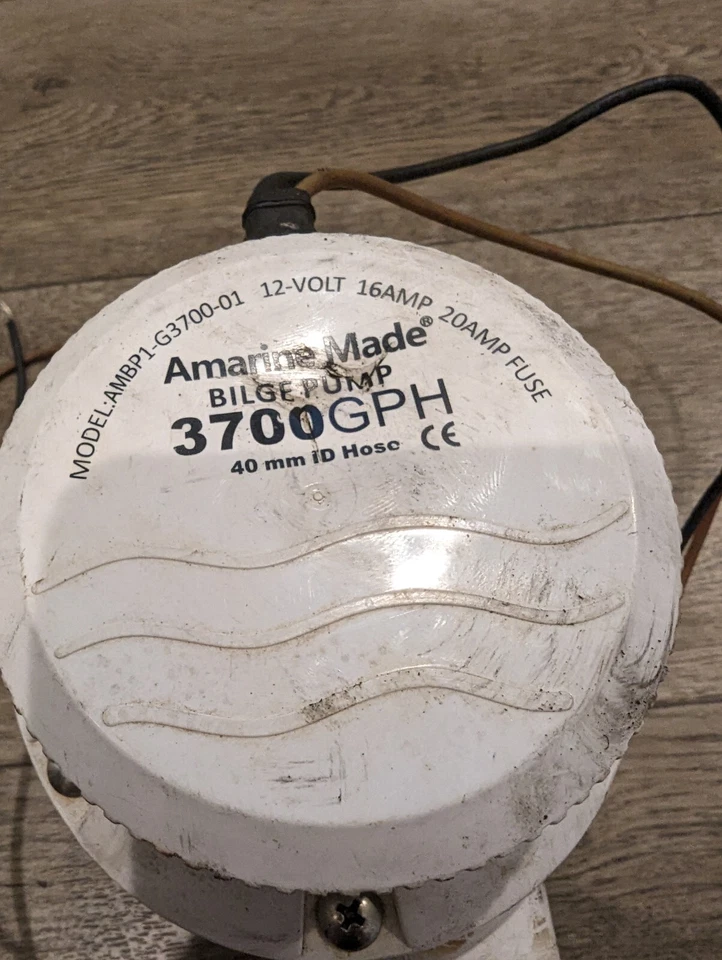 MODEL:AMBP1-G3700-01 12-VOLT 16AMP 20AMP FUSE
Amarine Made®
BILGE PUMP
3700GPH
40 mm ID Hose CE